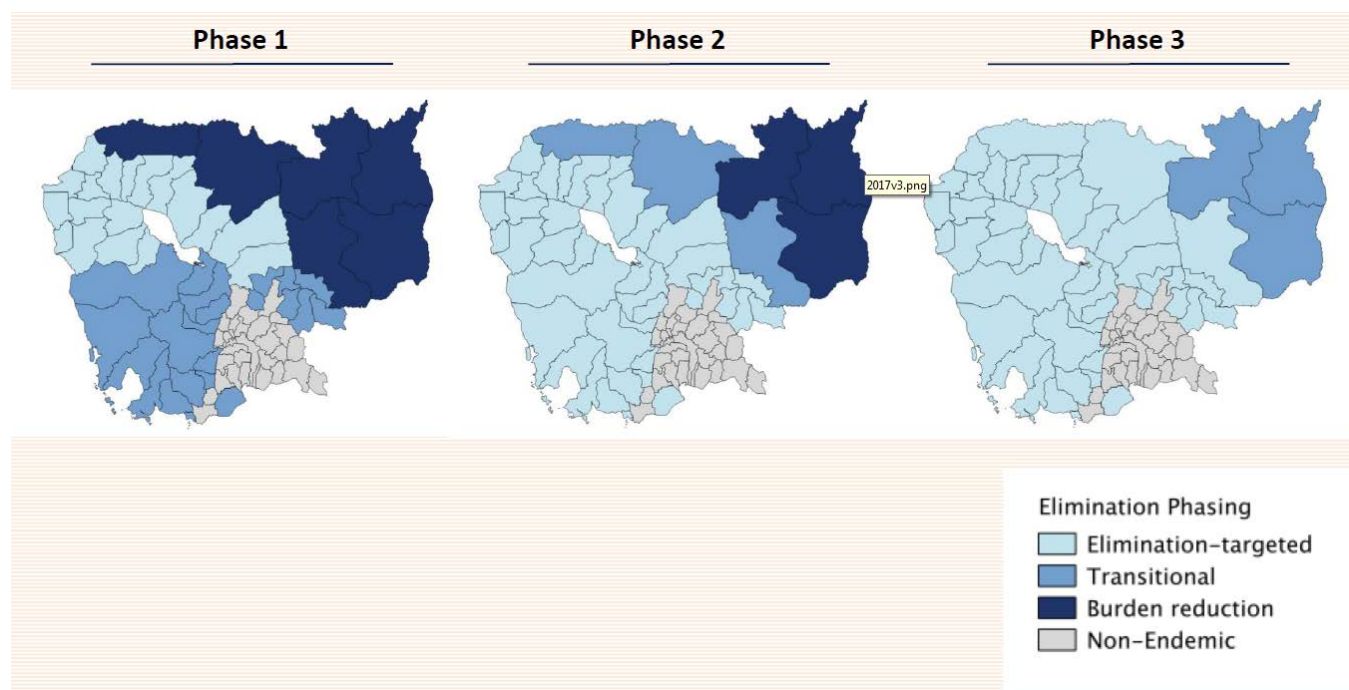 Phase 1
Phase 2
Phase 3
2017v3.png
Elimination Phasing
Elimination-targeted
Transitional
Burden reduction
Non-Endemic